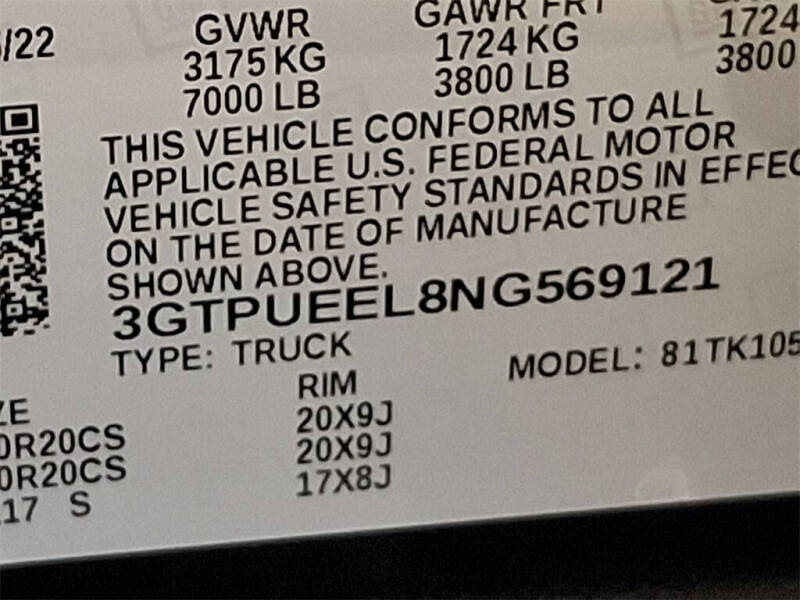 /22
GVWR
GAWR FRT
3175 KG
1724 KG
1724
7000 LB
3800 LB
3800
THIS VEHICLE CONFORMS TO ALL
APPLICABLE U.S. FEDERAL MOTOR
VEHICLE SAFETY STANDARDS IN EFFEC
ON THE DATE OF MANUFACTURE
SHOWN ABOVE.
3GTPUEEL8NG569121
TYPE: TRUCK
MODEL: 81TK105
ZE
RIM
0R20CS
20X9J
0R20CS
20X9J
17 S
17X8J